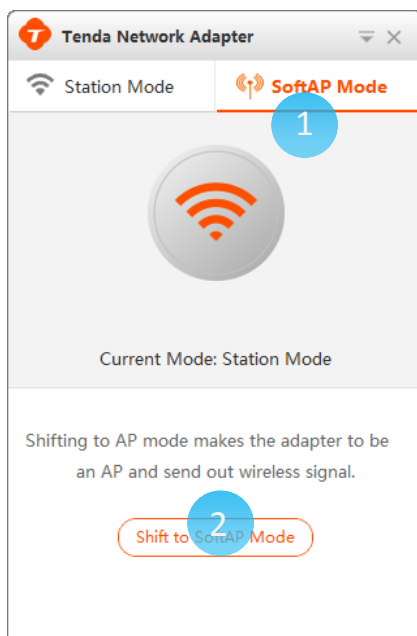 Tenda Network Adapter
Station Mode
SoftAP Mode
1
Current Mode: Station Mode
Shifting to AP mode makes the adapter to be
an AP and send out wireless signal.
2
Shift to SoftAP Mode